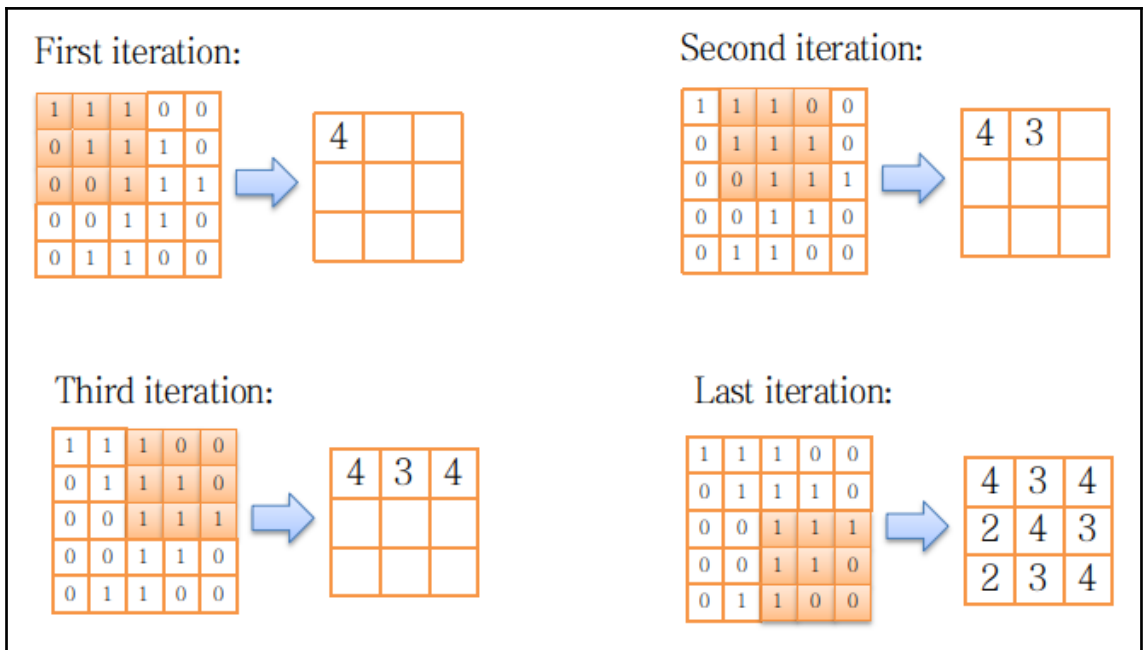 First iteration:
1 1 1 0 0
0 1 1 1 0
0 0 1 1 1
0 0 1 1 0
0 1 1 0 0
4
Second iteration:
1 1 1 0 0
0 1 1 1 0
0 0 1 1 1
0 0 1 1 0
0 1 1 0 0
4 3
Third iteration:
1 1 1 0 0
0 1 1 1 0
0 0 1 1 1
0 0 1 1 0
0 1 1 0 0
4 3 4
Last iteration:
1 1 1 0 0
0 1 1 1 0
0 0 1 1 1
0 0 1 1 0
0 1 1 0 0
4 3 4
2 4 3
2 3 4